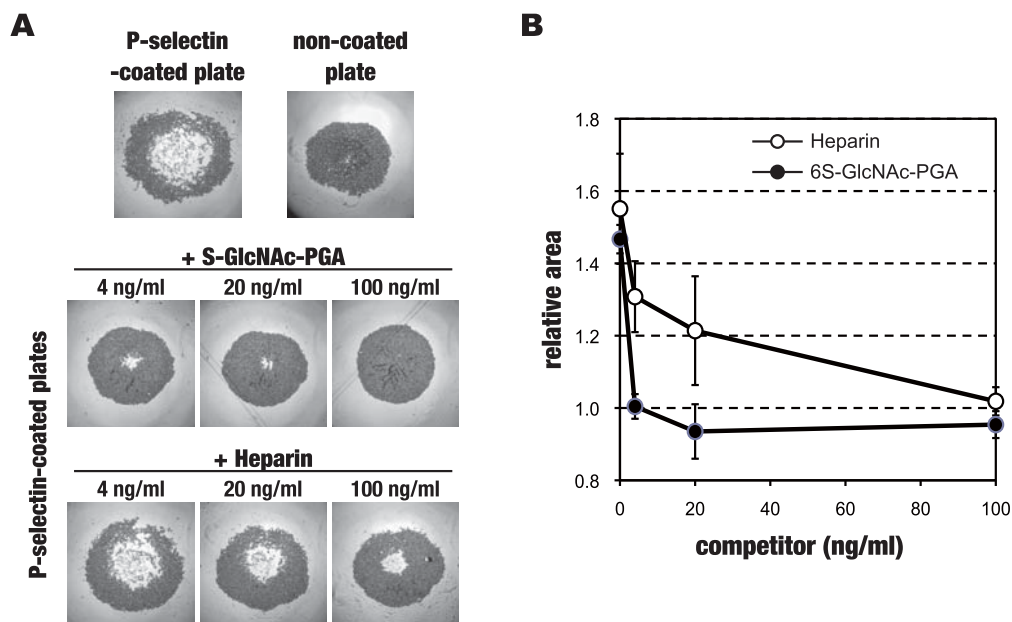 A
P-selectin
-coated plate
non-coated
plate
+ S-GlcNAc-PGA
4 ng/ml 20 ng/ml 100 ng/ml
P-selectin-coated plates
+ Heparin
4 ng/ml 20 ng/ml 100 ng/ml
B
1.8
1.6
1.4
1.2
1.0
0.8
relative area
Heparin
6S-GlcNAc-PGA
0 20 40 60 80 100
competitor (ng/ml)